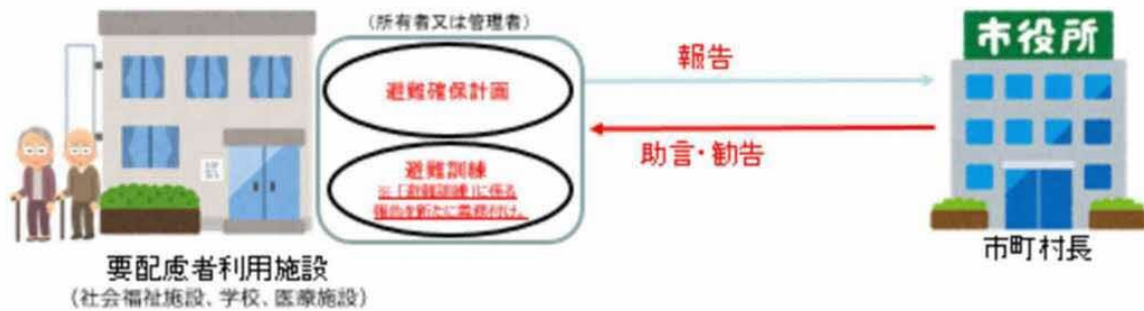 (所有者又は管理者)
避難確保計画
避難訓練
※「避難訓練」に係る
報告を新たに義務付け。
報告
助言・勧告
市役所
市町村長
要配慮者利用施設
(社会福祉施設、学校、医療施設)